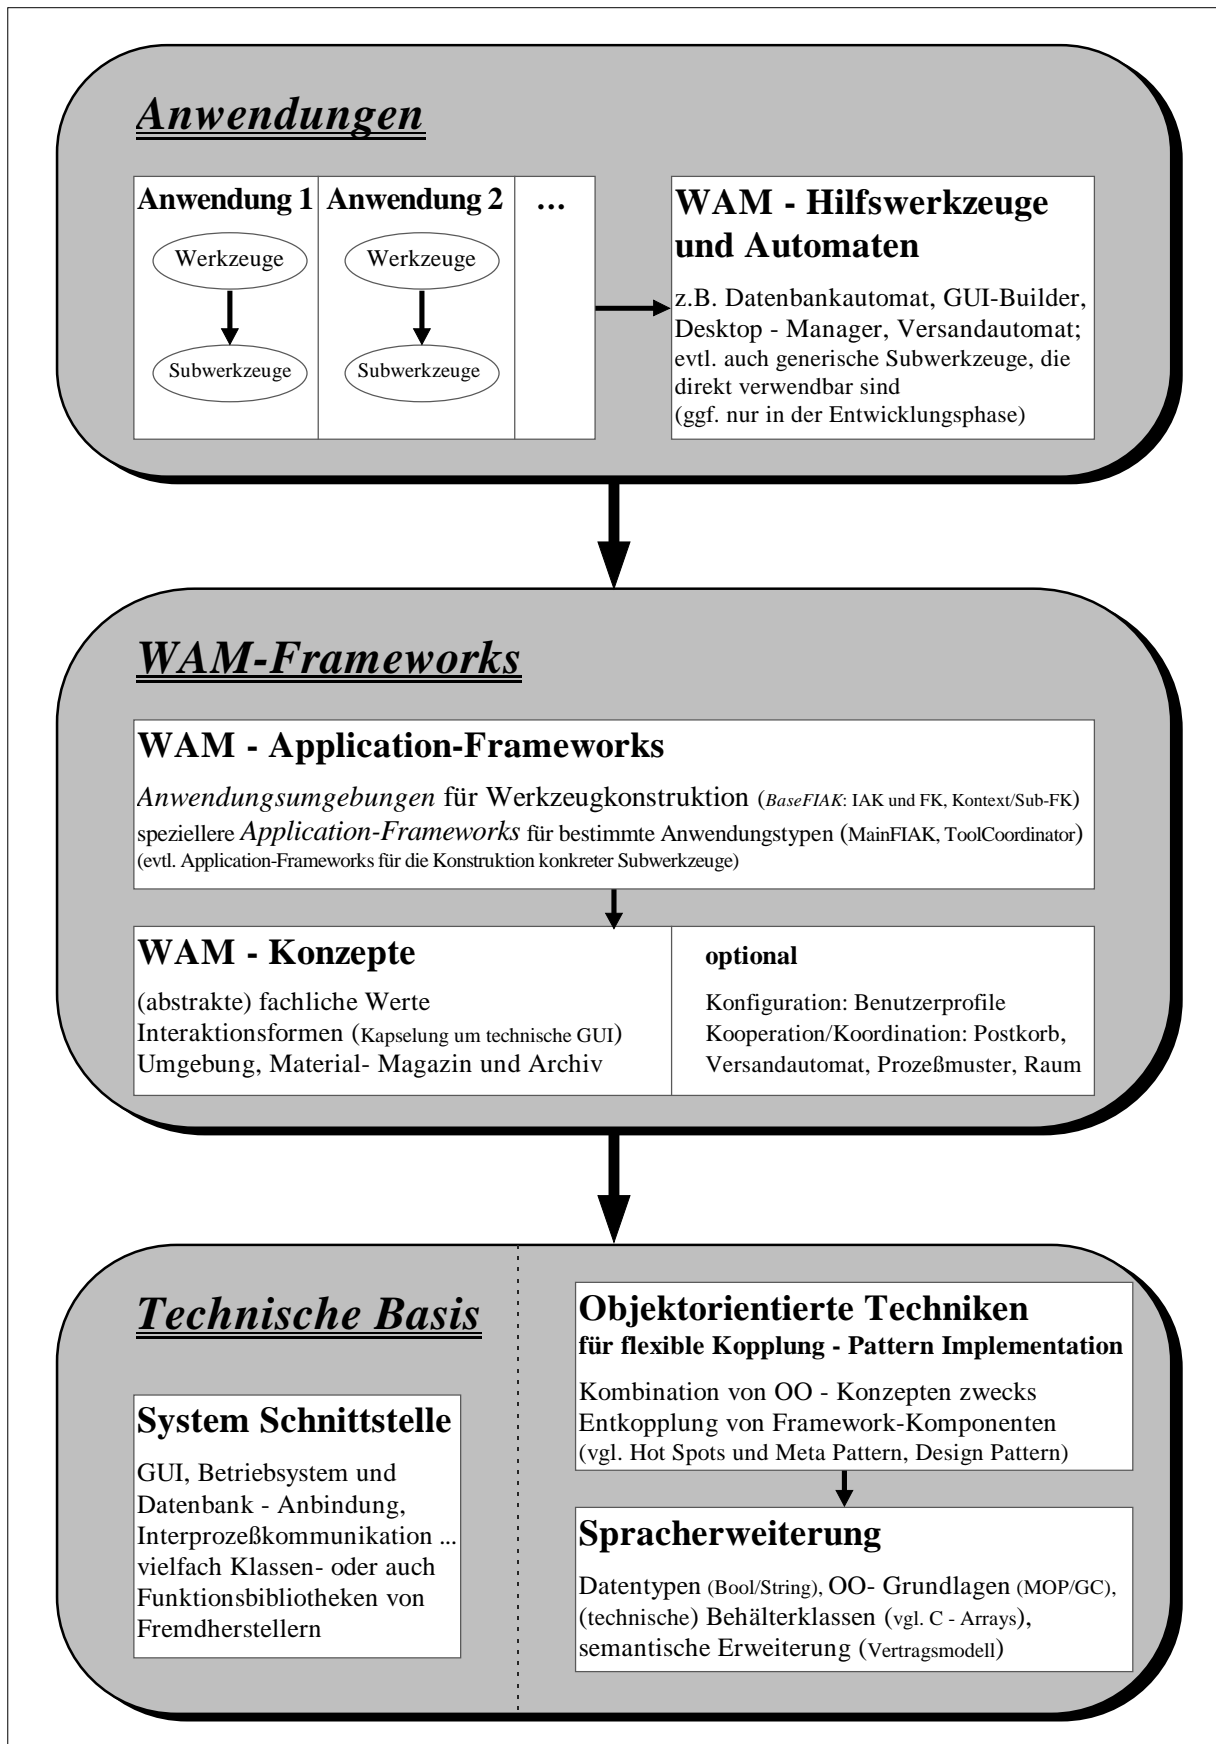 Anwendungen
Anwendung 1
Werkzeuge
Subwerkzeuge
Anwendung 2
Werkzeuge
Subwerkzeuge
...
WAM - Hilfswerkzeuge
und Automaten
z.B. Datenbankautomat, GUI-Builder,
Desktop - Manager, Versandautomat;
evtl. auch generische Subwerkzeuge, die
direkt verwendbar sind
(ggf. nur in der Entwicklungsphase)
WAM-Frameworks
WAM - Application-Frameworks
Anwendungsumgebungen für Werkzeugkonstruktion (BaseFIAK: IAK und FK, Kontext/Sub-FK)
speziellere Application-Frameworks für bestimmte Anwendungstypen (MainFIAK, ToolCoordinator)
(evtl. Application-Frameworks für die Konstruktion konkreter Subwerkzeuge)
WAM - Konzepte
(abstrakte) fachliche Werte
Interaktionsformen (Kapselung um technische GUI)
Umgebung, Material- Magazin und Archiv
optional
Konfiguration: Benutzerprofile
Kooperation/Koordination: Postkorb,
Versandautomat, Prozeßmuster, Raum
Technische Basis
System Schnittstelle
GUI, Betriebsystem und
Datenbank - Anbindung,
Interprozeßkommunikation ...
vielfach Klassen- oder auch
Funktionsbibliotheken von
Fremdherstellern
Objektorientierte Techniken
für flexible Kopplung - Pattern Implementation
Kombination von OO - Konzepten zwecks
Entkopplung von Framework-Komponenten
(vgl. Hot Spots und Meta Pattern, Design Pattern)
Spracherweiterung
Datentypen (Bool/String), OO- Grundlagen (MOP/GC),
(technische) Behälterklassen (vgl. C - Arrays),
semantische Erweiterung (Vertragsmodell)